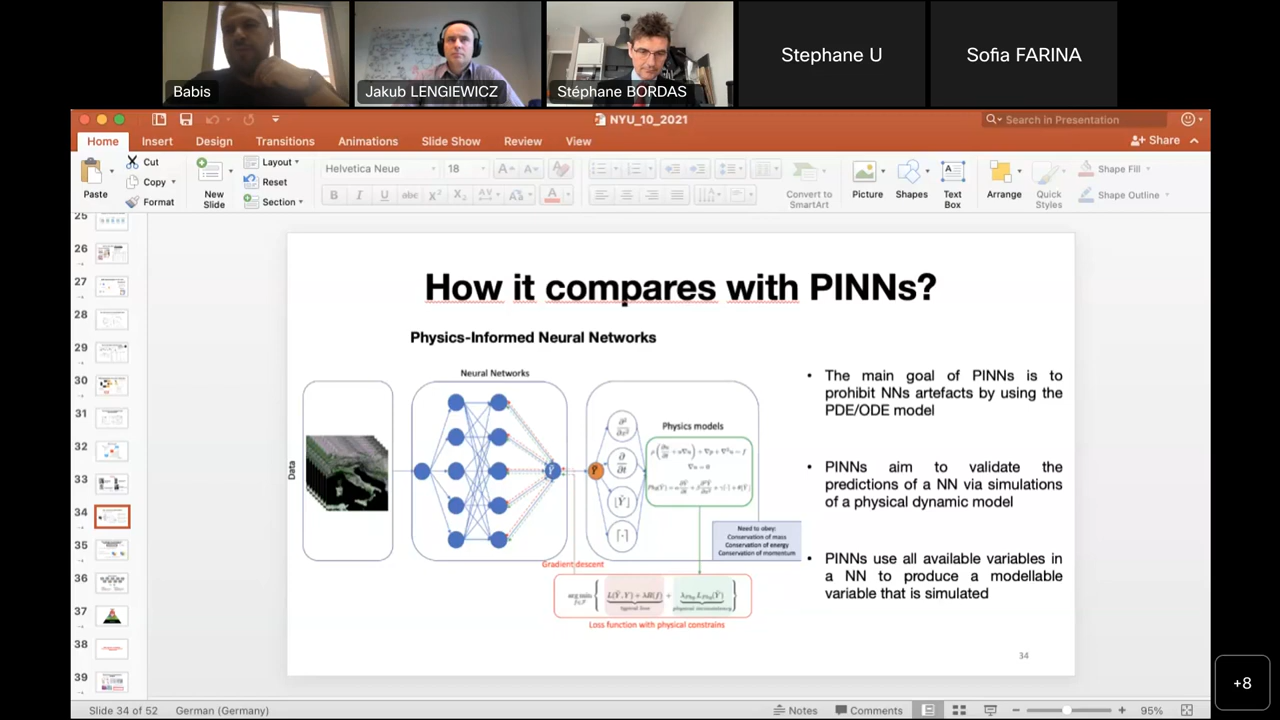 Babis
Jakub LENGIEWICZ
Stéphane BORDAS
Stephane U
Sofia FARINA
NYU_10_2021
Search in Presentation
Home Insert Design Transitions Animations Slide Show Review View
Share
Paste
Cut
Copy
Format
New
Slide
Layout
Reset
Section
Helvetica Neue 18
Convert to
SmartArt
Picture
Shapes
Text
Box
Arrange
Quick
Styles
Shape Fill
Shape Outline
25
26
27
28
29
30
31
32
33
34
35
36
37
38
39
How it compares with PINNs?
Physics-Informed Neural Networks
Neural Networks
Data
Physics models
Need to obey:
Conservation of mass
Conservation of energy
Conservation of momentum
Gradient descent
Loss function with physical constrains
• The main goal of PINNs is to
prohibit NNs artefacts by using the
PDE/ODE model
• PINNs aim to validate the
predictions of a NN via simulations
of a physical dynamic model
• PINNs use all available variables in
a NN to produce a modellable
variable that is simulated
34
Slide 34 of 52 German (Germany)
Notes Comments
95%
+8